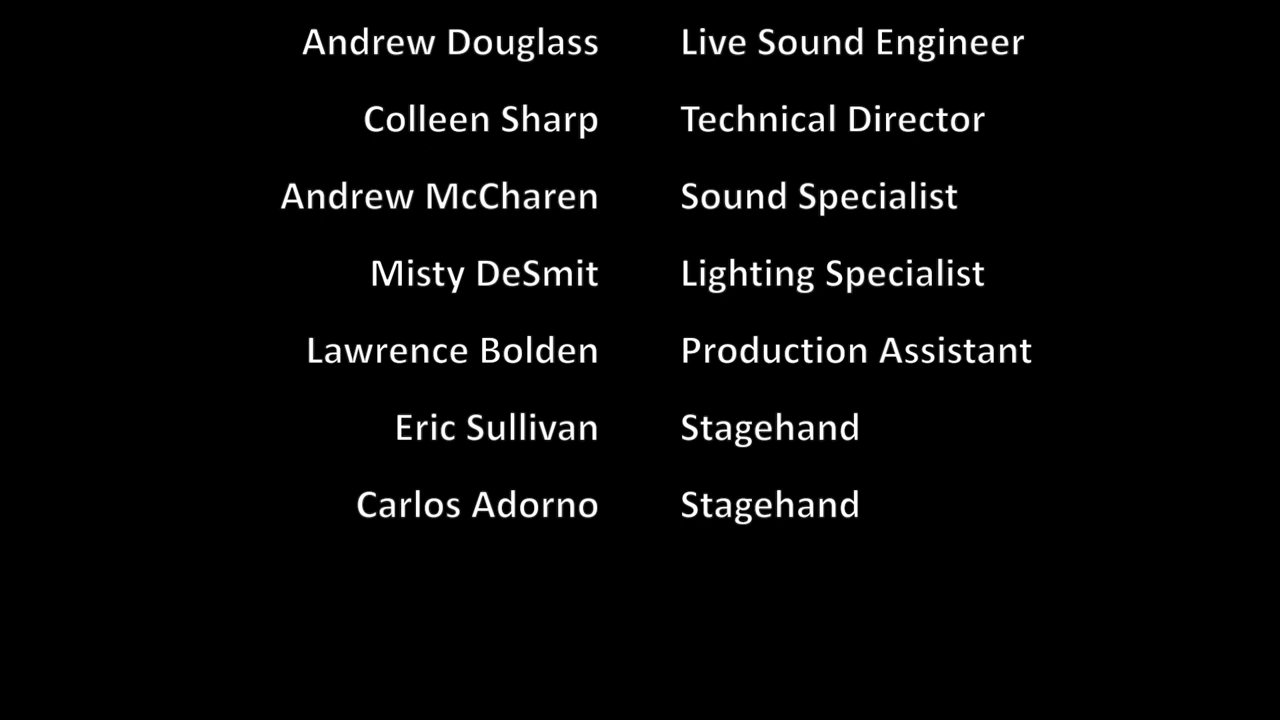 Andrew Douglass Live Sound Engineer
Colleen Sharp Technical Director
Andrew McCharen Sound Specialist
Misty DeSmit Lighting Specialist
Lawrence Bolden Production Assistant
Eric Sullivan Stagehand
Carlos Adorno Stagehand